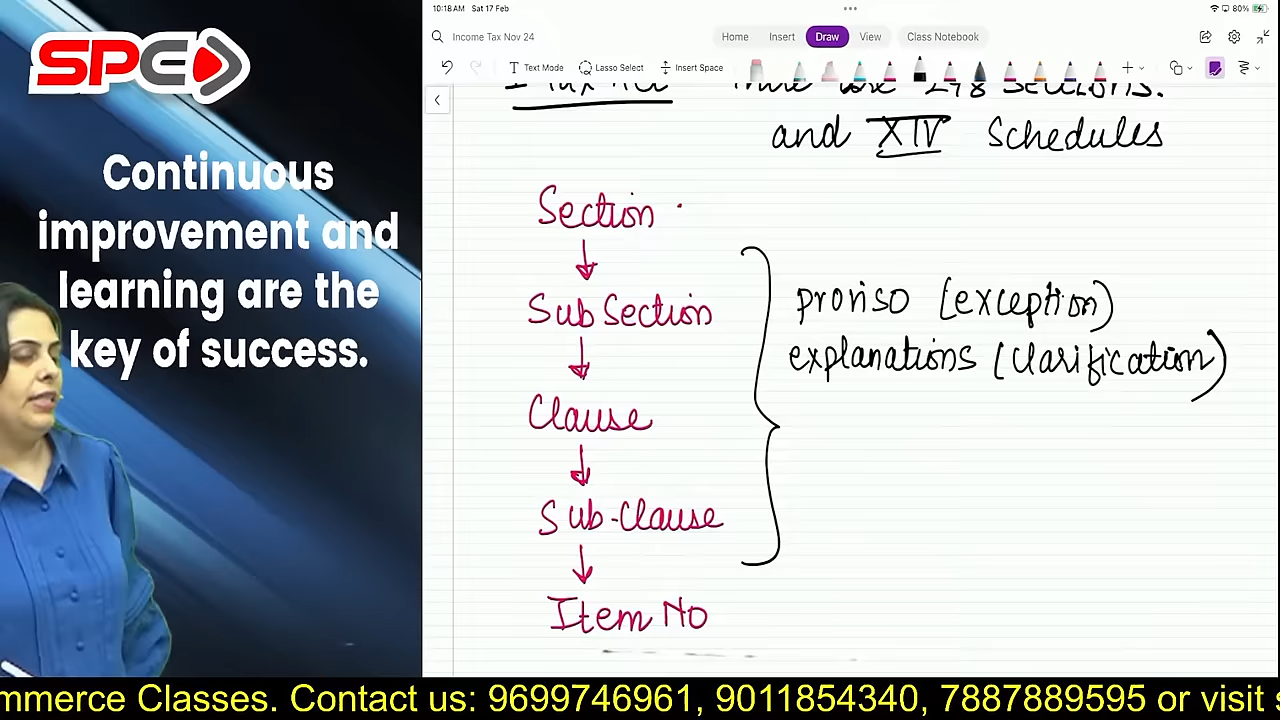 SPE
Continuous
improvement and
learning are the
key of success.
10:18 AM Sat 17 Feb
80%
Income Tax Nov 24
Home Insert Draw View Class Notebook
Text Mode Lasso Select Insert Space
Sections.
and XIV Schedules
Section
Sub Section
Clause
Sub-Clause
Item No
proviso (exception)
explanations (clarification)
mmerce Classes. Contact us: 9699746961, 9011854340, 7887889595 or visit s